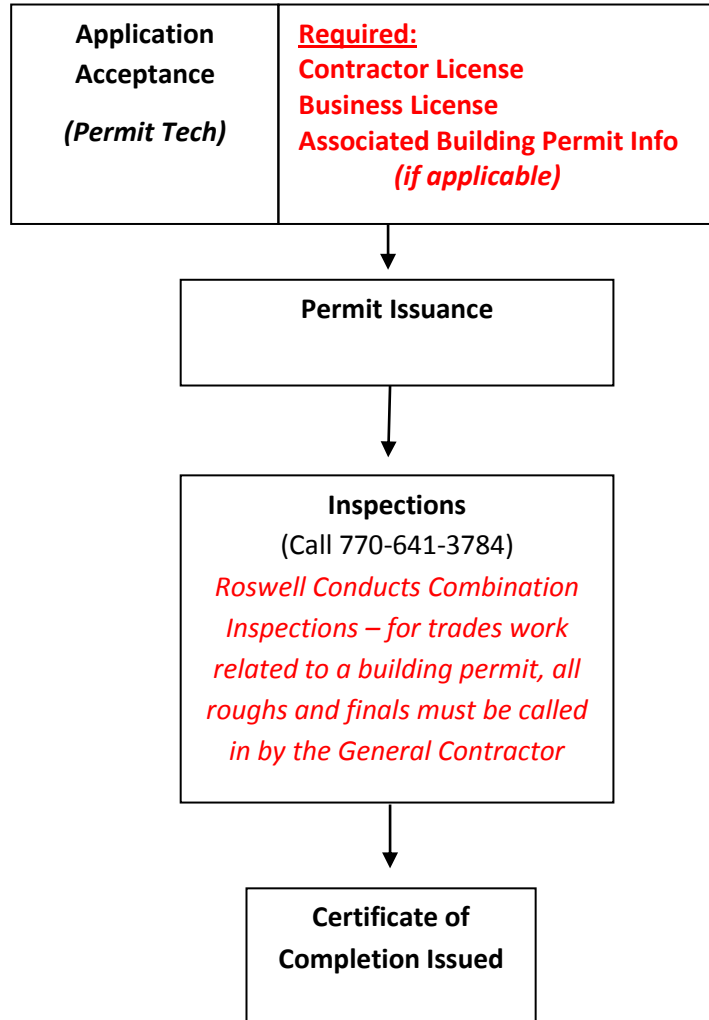 Application
Acceptance
(Permit Tech)
Required:
Contractor License
Business License
Associated Building Permit Info
(if applicable)
Permit Issuance
Inspections
(Call 770-641-3784)
Roswell Conducts Combination
Inspections – for trades work
related to a building permit, all
roughs and finals must be called
in by the General Contractor
Certificate of
Completion Issued